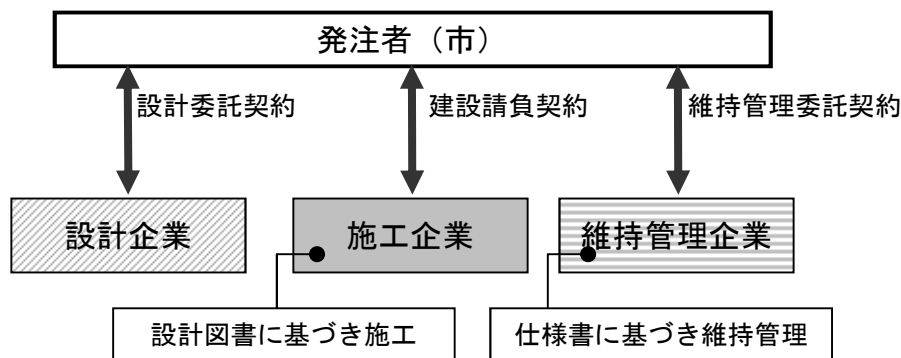 発注者（市）
設計委託契約
建設請負契約
維持管理委託契約
設計企業
施工企業
維持管理企業
設計図書に基づき施工
仕様書に基づき維持管理